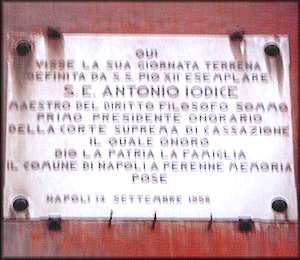 QUI
VISSE LA SUA GIORNATA TERRENA
DEFINITA DA S.S. PIO XII ESEMPLARE
S. E. ANTONIO IODICE
MAESTRO DEL DIRITTO FILOSOFO SOMMO
PRIMO PRESIDENTE ONORARIO
DELLA CORTE SUPREMA DI CASSAZIONE
IL QUALE ONORO
DIO LA PATRIA LA FAMIGLIA
IL COMUNE DI NAPOLI A PERENNE MEMORIA
POSE
NAPOLI 14 SETTEMBRE